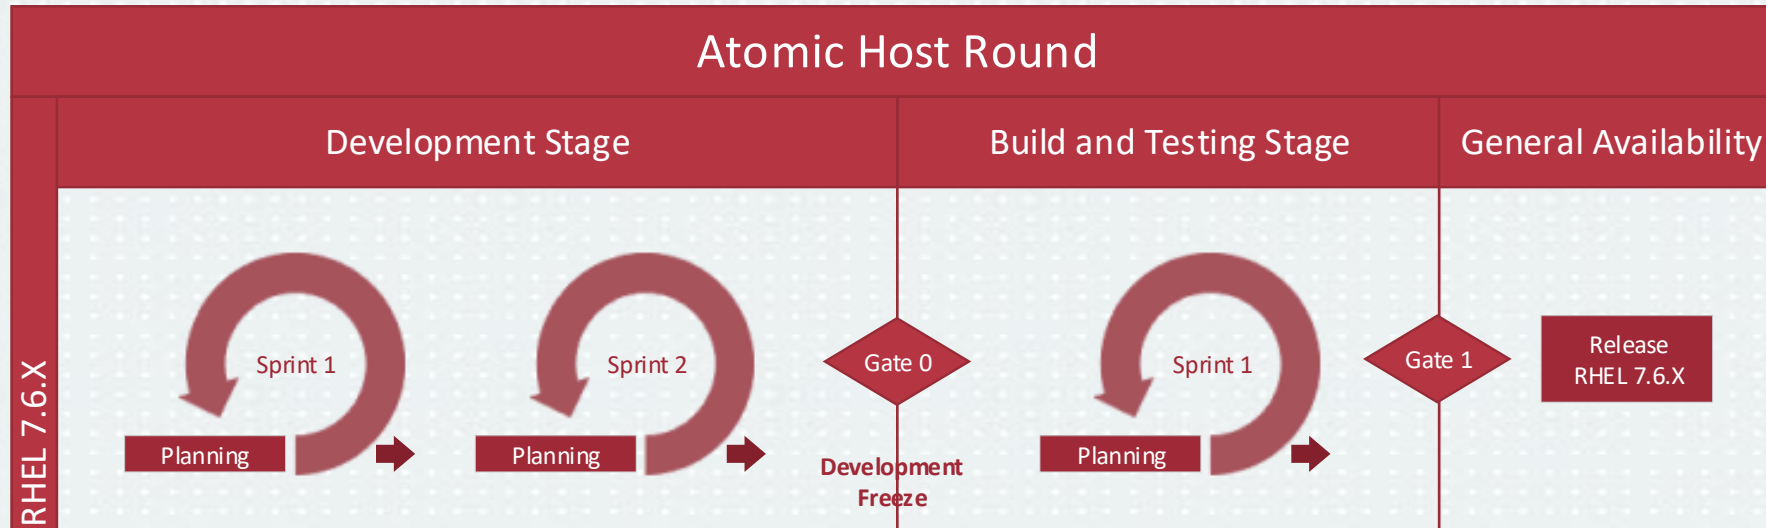 Atomic Host Round
Development Stage
Build and Testing Stage
General Availability
RHEL 7.6.X
Sprint 1
Planning
Sprint 2
Planning
Gate 0
Development
Freeze
Sprint 1
Planning
Gate 1
Release
RHEL 7.6.X